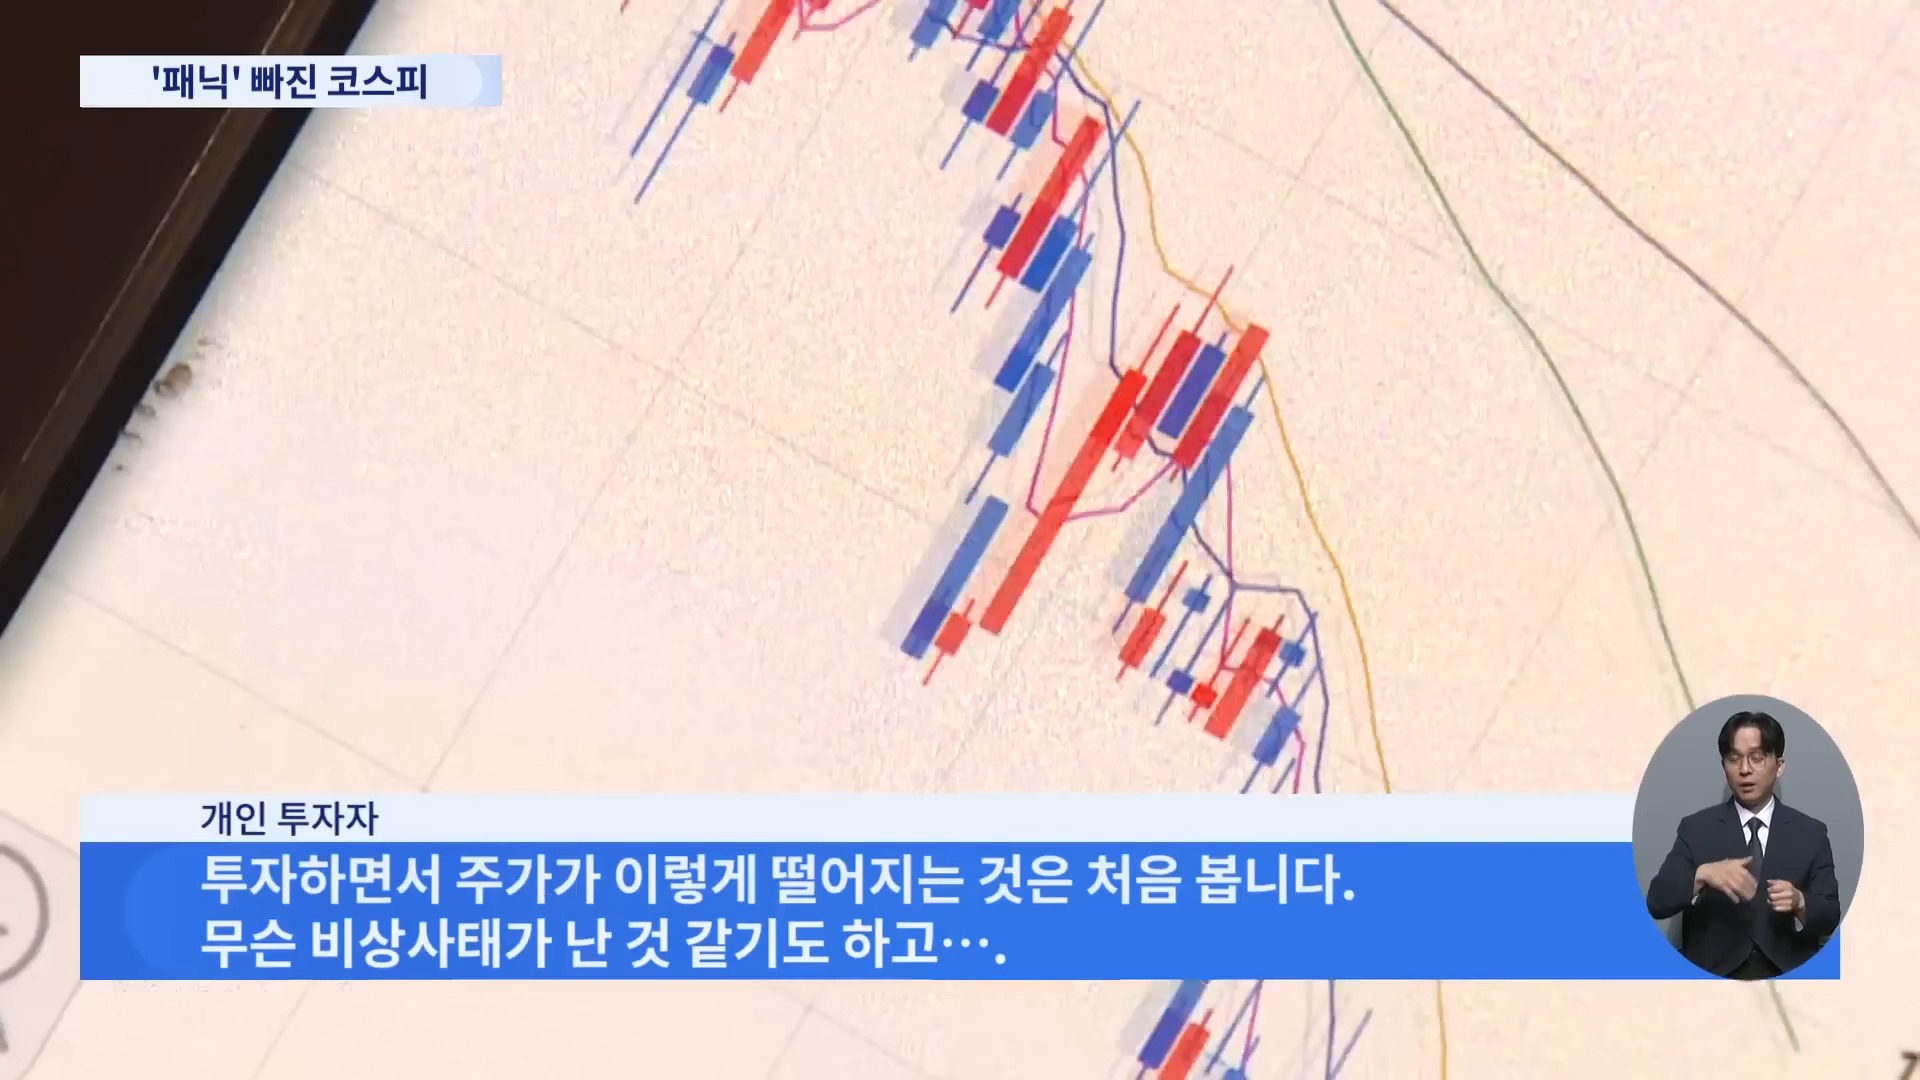 '패닉' 빠진 코스피
개인 투자자
투자하면서 주가가 이렇게 떨어지는 것은 처음 봅니다.
무슨 비상사태가 난 것 같기도 하고….